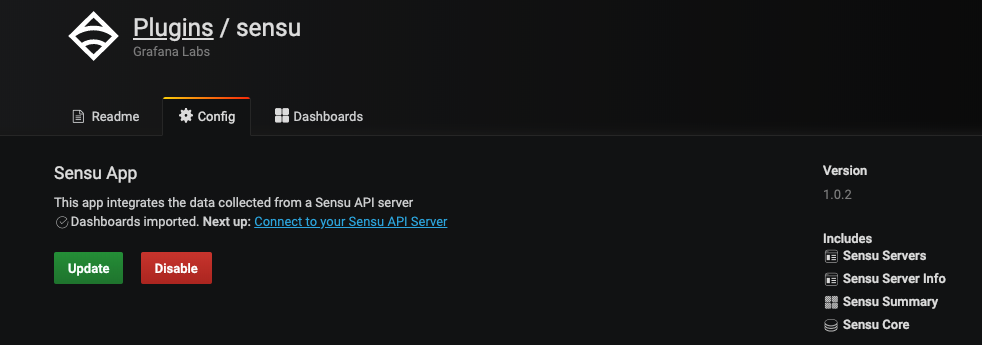 Plugins / sensu
Grafana Labs
Readme
Config
Dashboards
Sensu App
This app integrates the data collected from a Sensu API server
Dashboards imported. Next up: Connect to your Sensu API Server
Update
Disable
Version
1.0.2
Includes
Sensu Servers
Sensu Server Info
Sensu Summary
Sensu Core